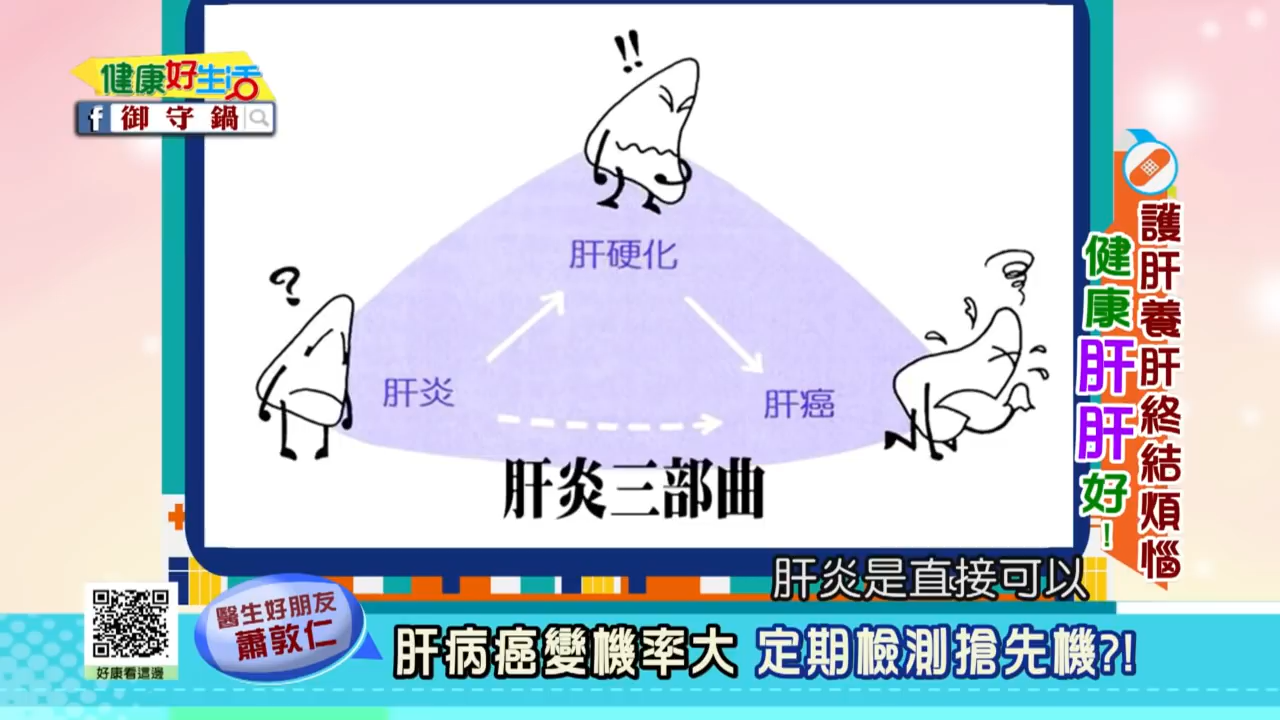 健康好生活
f 御守鍋
!!
肝硬化
?
肝炎
肝癌
肝炎三部曲
護肝養肝終結煩惱
健康肝肝好!
肝炎是直接可以
醫生好朋友
蕭敦仁
肝病癌變機率大 定期檢測搶先機?!
好康看這邊